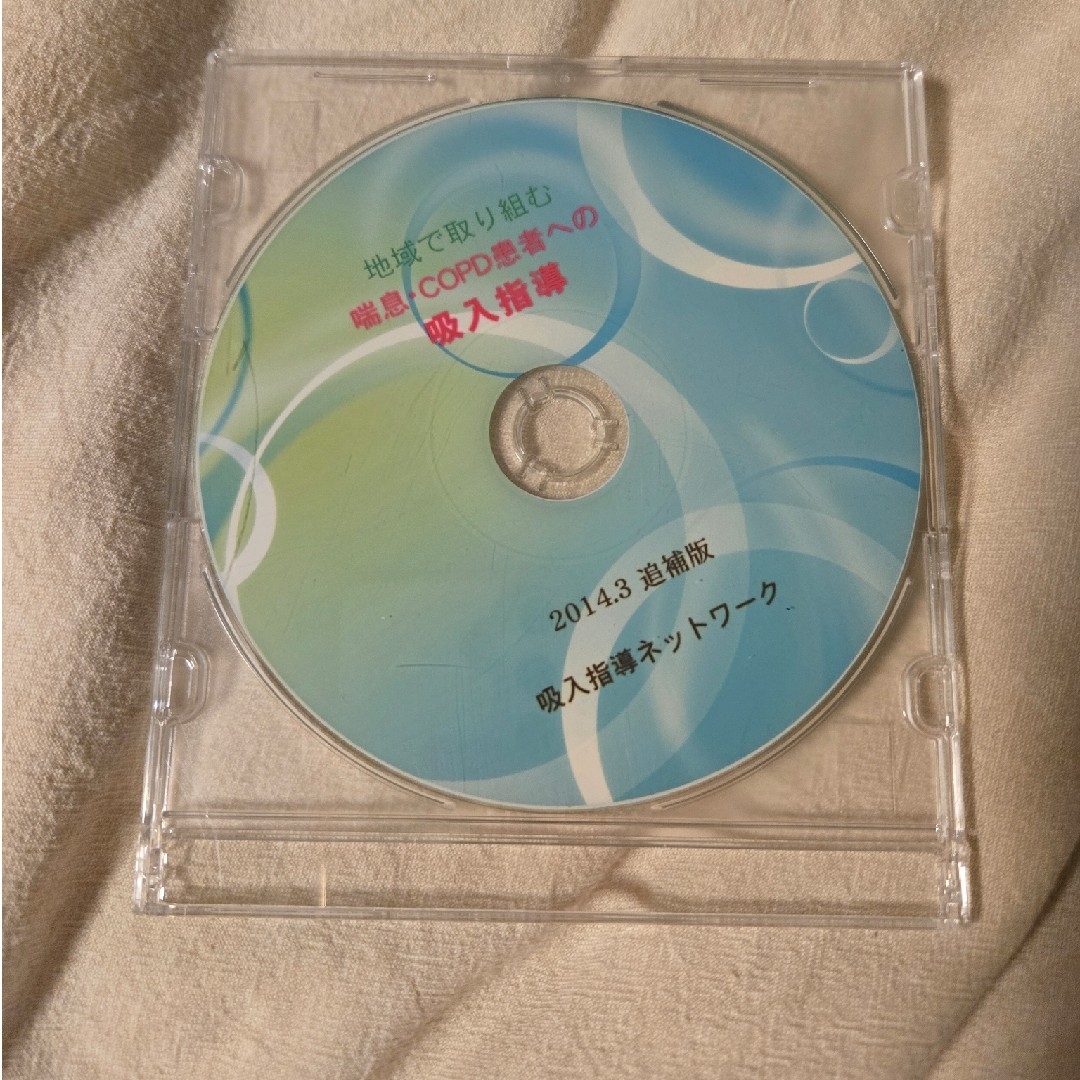 地域で取り組む
喘息・COPD患者への
吸入指導
2014.3 追補版
吸入指導ネットワーク